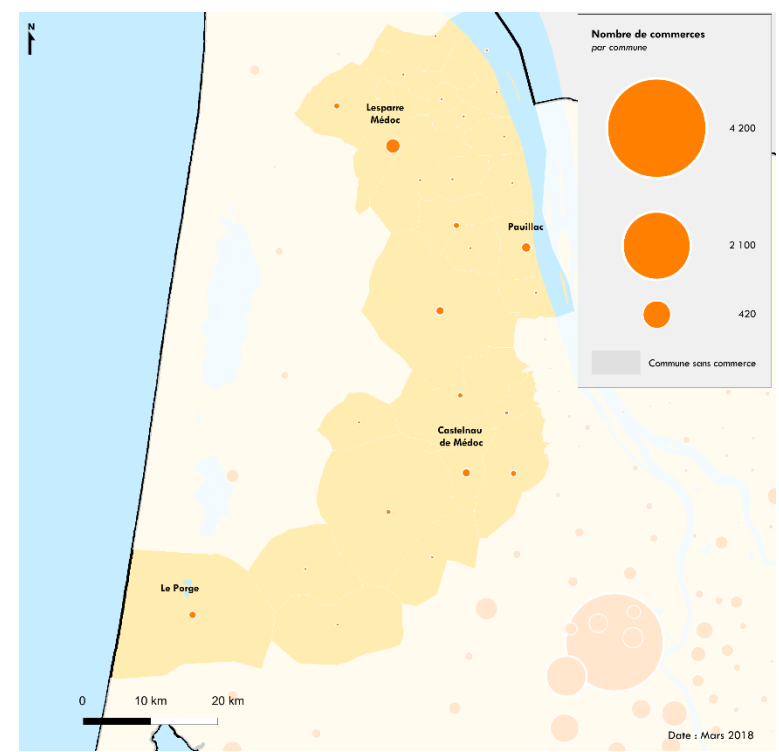 N
Nombre de commerces
par commune
4 200
2 100
420
Commune sans commerce
Lesparre
Médoc
Pauillac
Castelnau
de Médoc
Le Porge
0 10 km 20 km
Date : Mars 2018